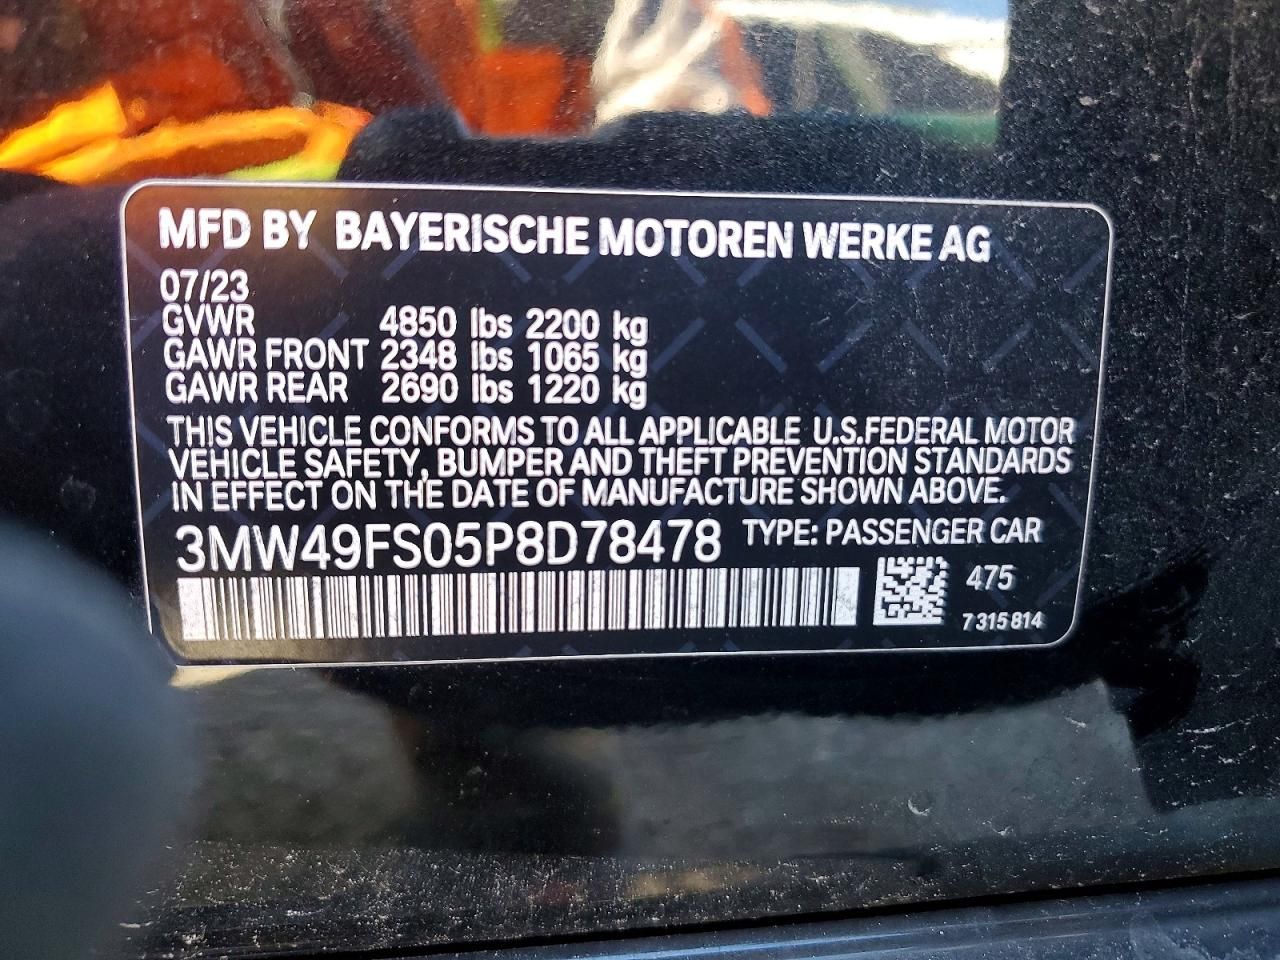 MFD BY BAYERISCHE MOTOREN WERKE AG
07/23
GVWR 4850 lbs 2200 kg
GAWR FRONT 2348 lbs 1065 kg
GAWR REAR 2690 lbs 1220 kg
THIS VEHICLE CONFORMS TO ALL APPLICABLE U.S.FEDERAL MOTOR
VEHICLE SAFETY, BUMPER AND THEFT PREVENTION STANDARDS
IN EFFECT ON THE DATE OF MANUFACTURE SHOWN ABOVE.
3MW49FS05P8D78478 TYPE: PASSENGER CAR
475
7 315 814